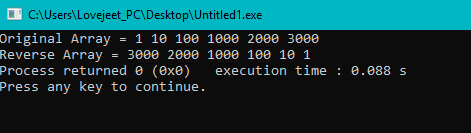 C:\Users\Lovejeet_PC\Desktop\Untitled1.exe
Original Array = 1 10 100 1000 2000 3000
Reverse Array = 3000 2000 1000 100 10 1
Process returned 0 (0x0)   execution time : 0.088 s
Press any key to continue.